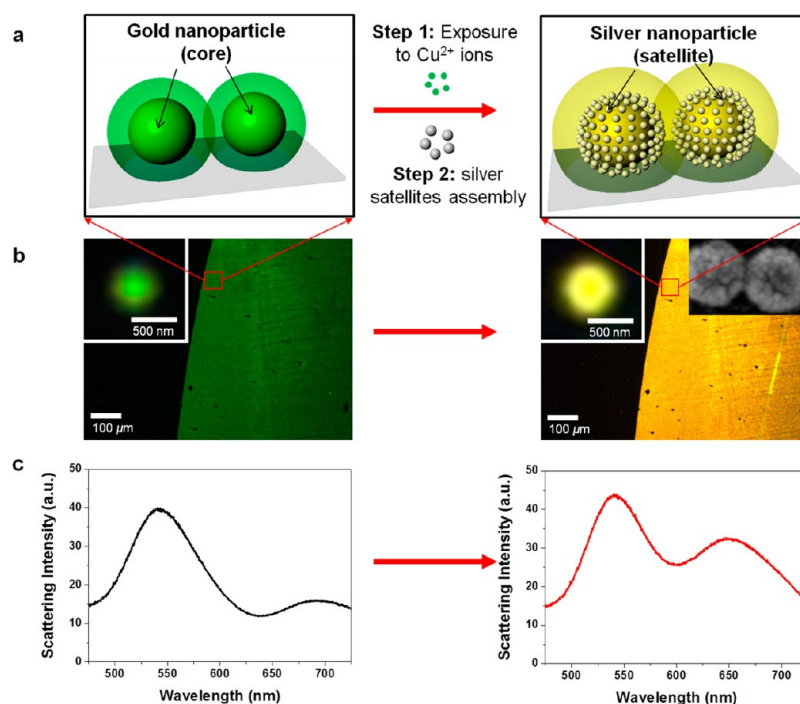 a
Gold nanoparticle
(core)
Step 1: Exposure
to Cu²⁺ ions
Step 2: silver
satellites assembly
Silver nanoparticle
(satellite)
b
500 nm
100 µm
500 nm
100 µm
c
Scattering Intensity (a.u.)
50
40
30
20
10
0
500
550
600
650
700
Wavelength (nm)
Scattering Intensity (a.u.)
50
40
30
20
10
0
500
550
600
650
700
Wavelength (nm)